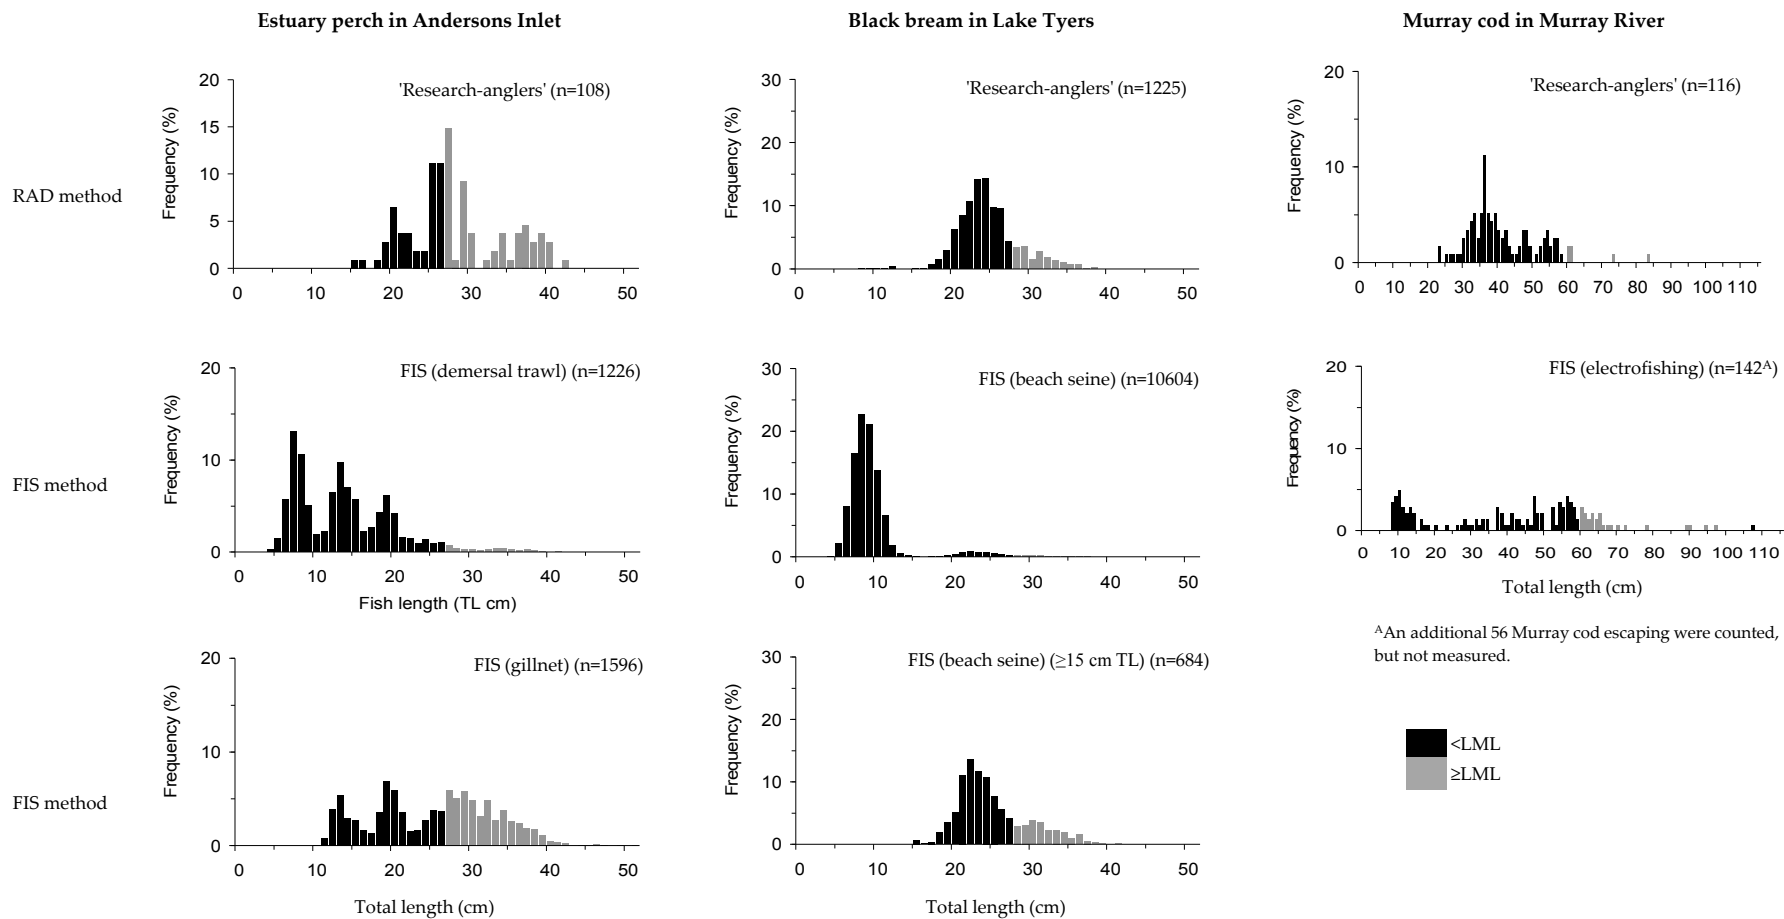 Estuary perch in Andersons Inlet
Black bream in Lake Tyers
Murray cod in Murray River
RAD method
'Research-anglers' (n=108)
Frequency (%)
20
15
10
5
0
0 10 20 30 40 50
'Research-anglers' (n=1225)
Frequency (%)
30
20
10
0
0 10 20 30 40 50
'Research-anglers' (n=116)
Frequency (%)
20
10
0
0 10 20 30 40 50 60 70 80 90 100 110
FIS method
FIS (demersal trawl) (n=1226)
Frequency (%)
20
10
0
0 10 20 30 40 50
Fish length (TL cm)
FIS (beach seine) (n=10604)
Frequency (%)
30
20
10
0
0 10 20 30 40 50
FIS (electrofishing) (n=142ᴬ)
Frequency (%)
20
10
0
0 10 20 30 40 50 60 70 80 90 100 110
Total length (cm)
ᴬAn additional 56 Murray cod escaping were counted,
but not measured.
FIS method
FIS (gillnet) (n=1596)
Frequency (%)
20
10
0
0 10 20 30 40 50
Total length (cm)
FIS (beach seine) (≥15 cm TL) (n=684)
Frequency (%)
30
20
10
0
0 10 20 30 40 50
Total length (cm)
<LML
≥LML